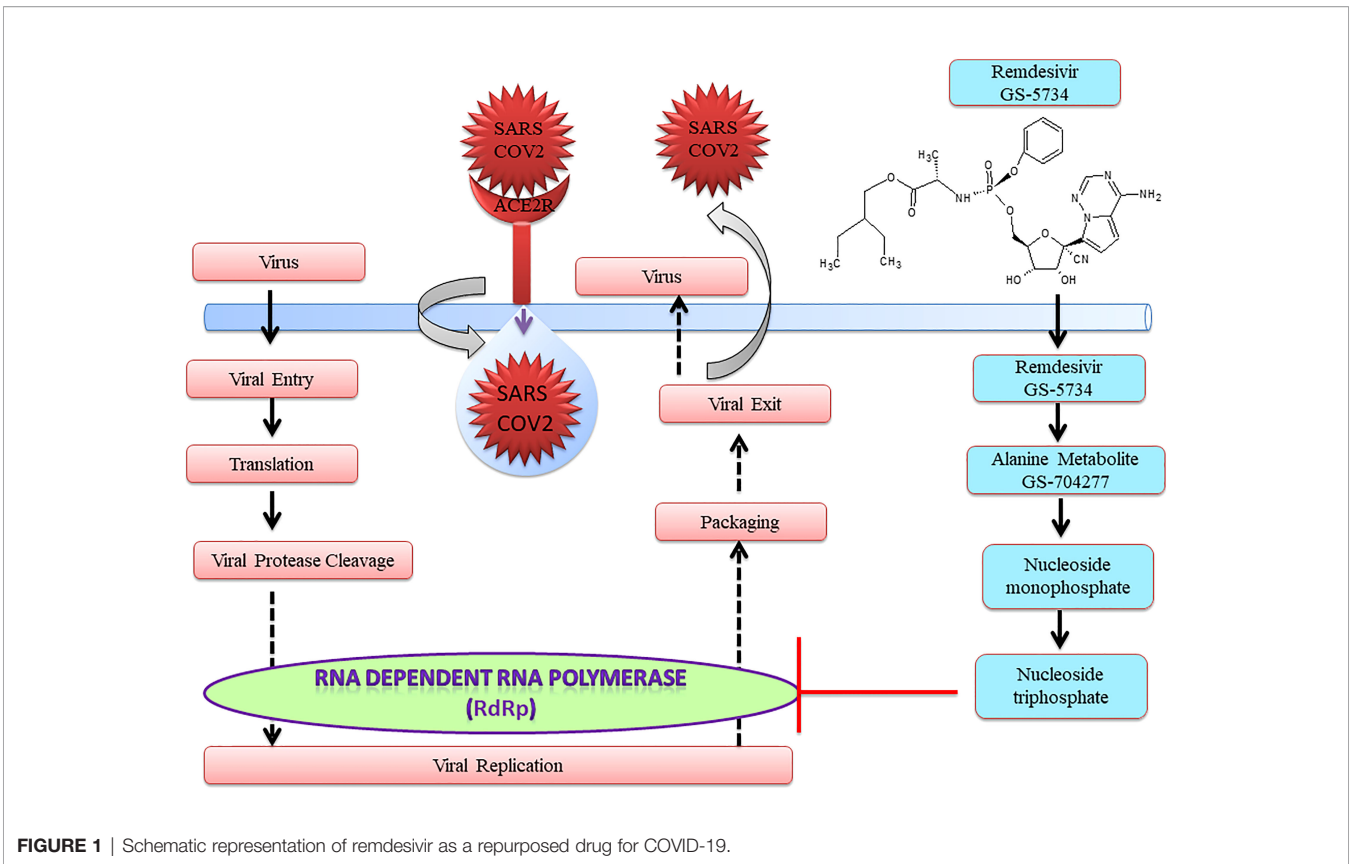 Remdesivir
GS-5734
SARS
COV2
SARS
COV2
ACE2R
H₃C
O
O
O
NH
P
O
O
N
N
N
NH₂
O
CN
HO
OH
H₃C
CH₃
Virus
Virus
Viral Entry
SARS
COV2
Viral Exit
Remdesivir
GS-5734
Translation
Alanine Metabolite
GS-704277
Packaging
Viral Protease Cleavage
Nucleoside
monophosphate
RNA DEPENDENT RNA POLYMERASE
(RdRp)
Nucleoside
triphosphate
Viral Replication
FIGURE 1 | Schematic representation of remdesivir as a repurposed drug for COVID-19.